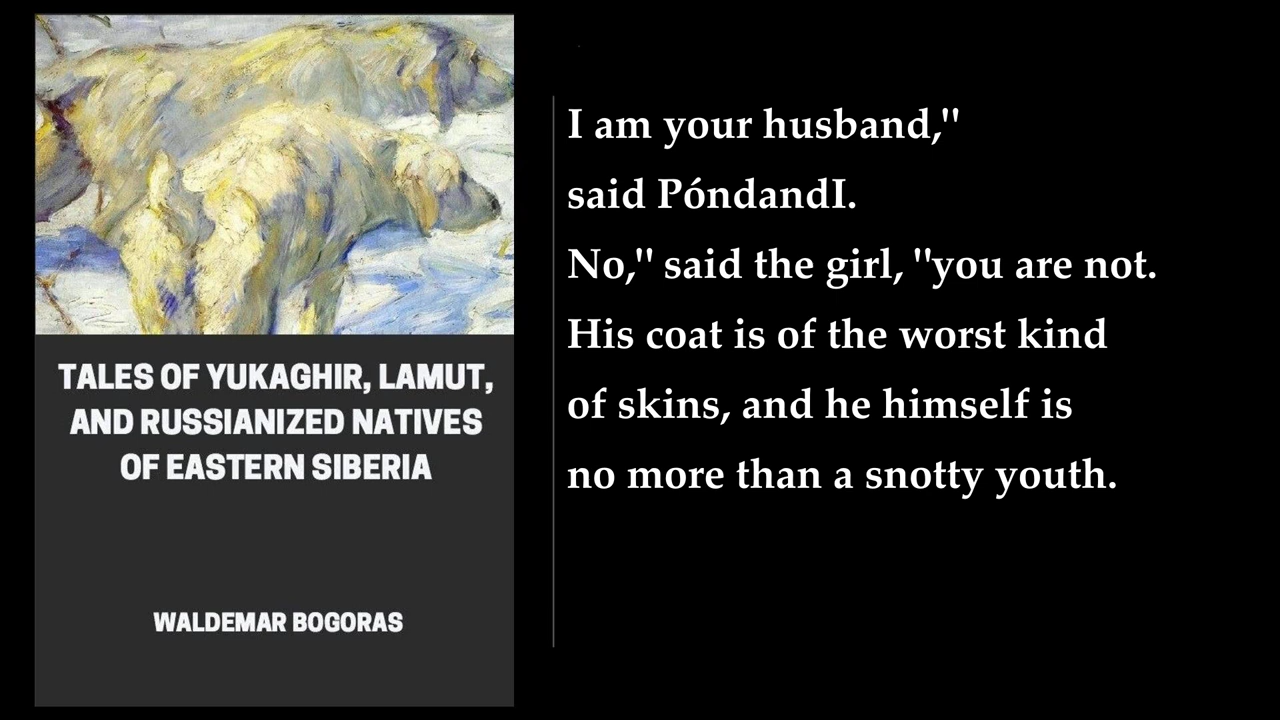 TALES OF YUKAGHIR, LAMUT,
AND RUSSIANIZED NATIVES
OF EASTERN SIBERIA
WALDEMAR BOGORAS
I am your husband,"
said PóndandI.
No," said the girl, "you are not.
His coat is of the worst kind
of skins, and he himself is
no more than a snotty youth.